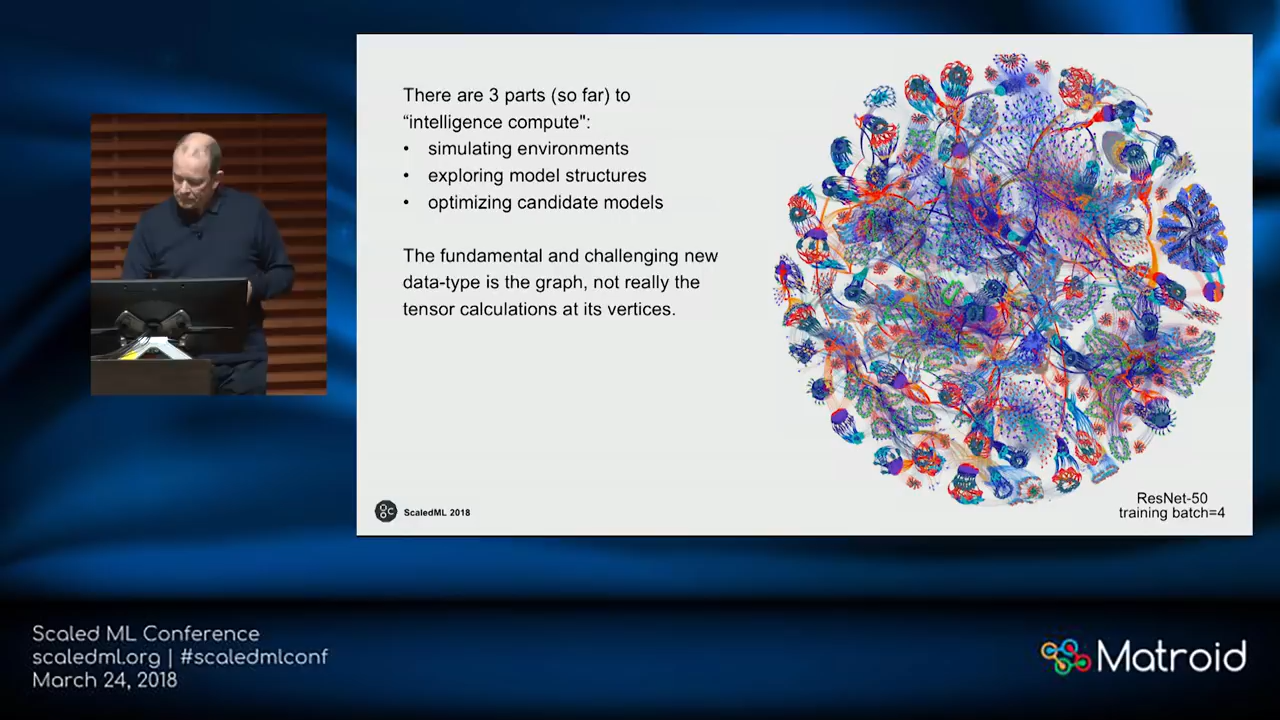 There are 3 parts (so far) to
“intelligence compute":
• simulating environments
• exploring model structures
• optimizing candidate models
The fundamental and challenging new
data-type is the graph, not really the
tensor calculations at its vertices.
ResNet-50
training batch=4
ScaledML 2018
Scaled ML Conference
scaledml.org | #scaledmlconf
March 24, 2018
Matroid